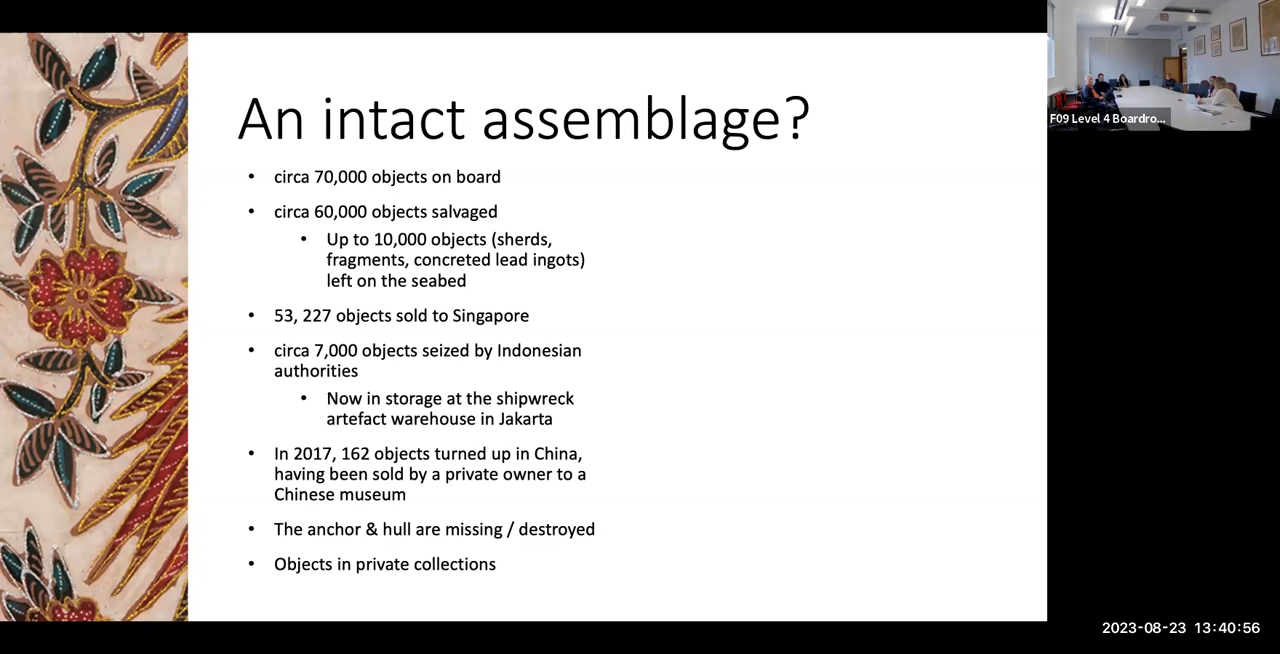 An intact assemblage?
• circa 70,000 objects on board
• circa 60,000 objects salvaged
• Up to 10,000 objects (sherds,
fragments, concreted lead ingots)
left on the seabed
• 53, 227 objects sold to Singapore
• circa 7,000 objects seized by Indonesian
authorities
• Now in storage at the shipwreck
artefact warehouse in Jakarta
• In 2017, 162 objects turned up in China,
having been sold by a private owner to a
Chinese museum
• The anchor & hull are missing / destroyed
• Objects in private collections
F09 Level 4 Boardro...
2023-08-23 13:40:56